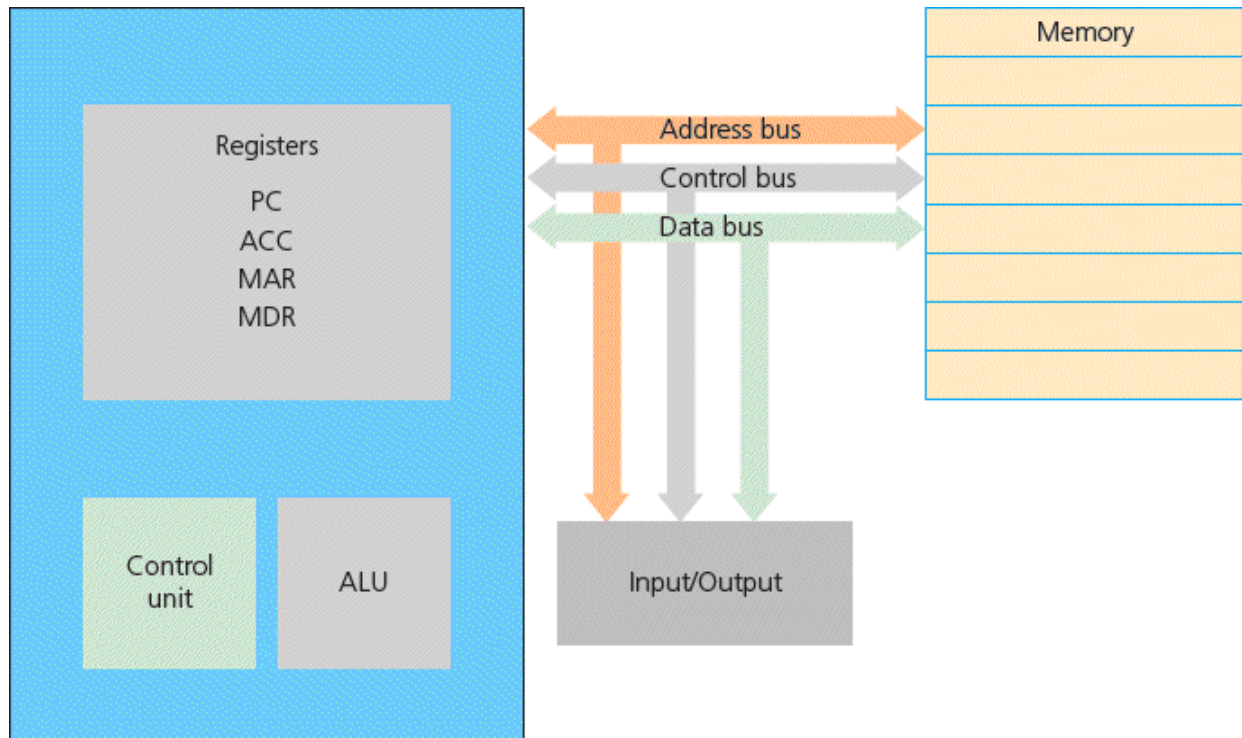 Memory
Registers
PC
ACC
MAR
MDR
Address bus
Control bus
Data bus
Control
unit
ALU
Input/Output